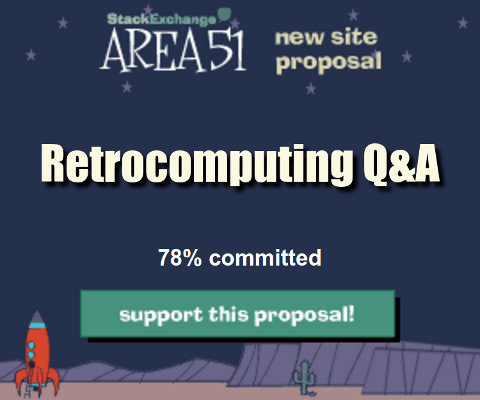 StackExchange
AREA 51
new site
proposal
Retrocomputing Q&A
78% committed
support this proposal!